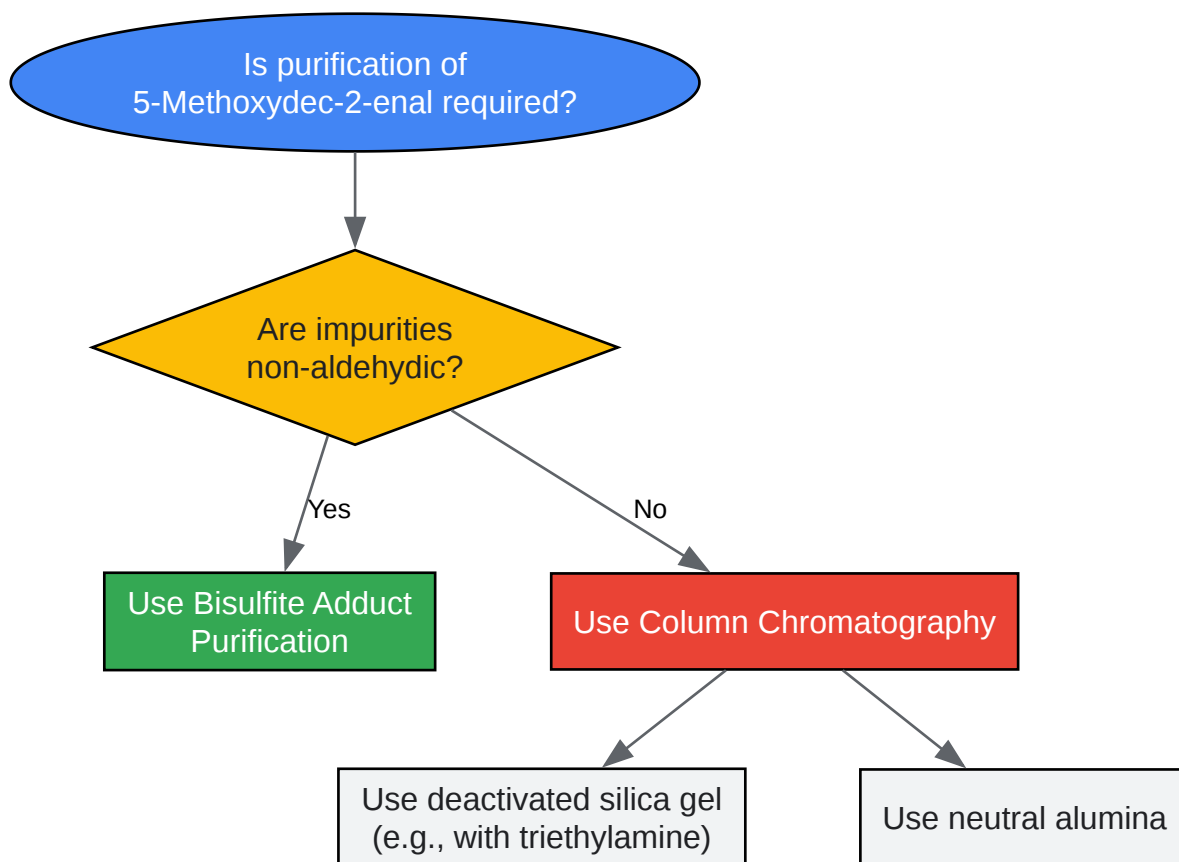 Is purification of
5-Methoxydec-2-enal required?
Are impurities
non-aldehydic?
Yes
No
Use Bisulfite Adduct
Purification
Use Column Chromatography
Use deactivated silica gel
(e.g., with triethylamine)
Use neutral alumina